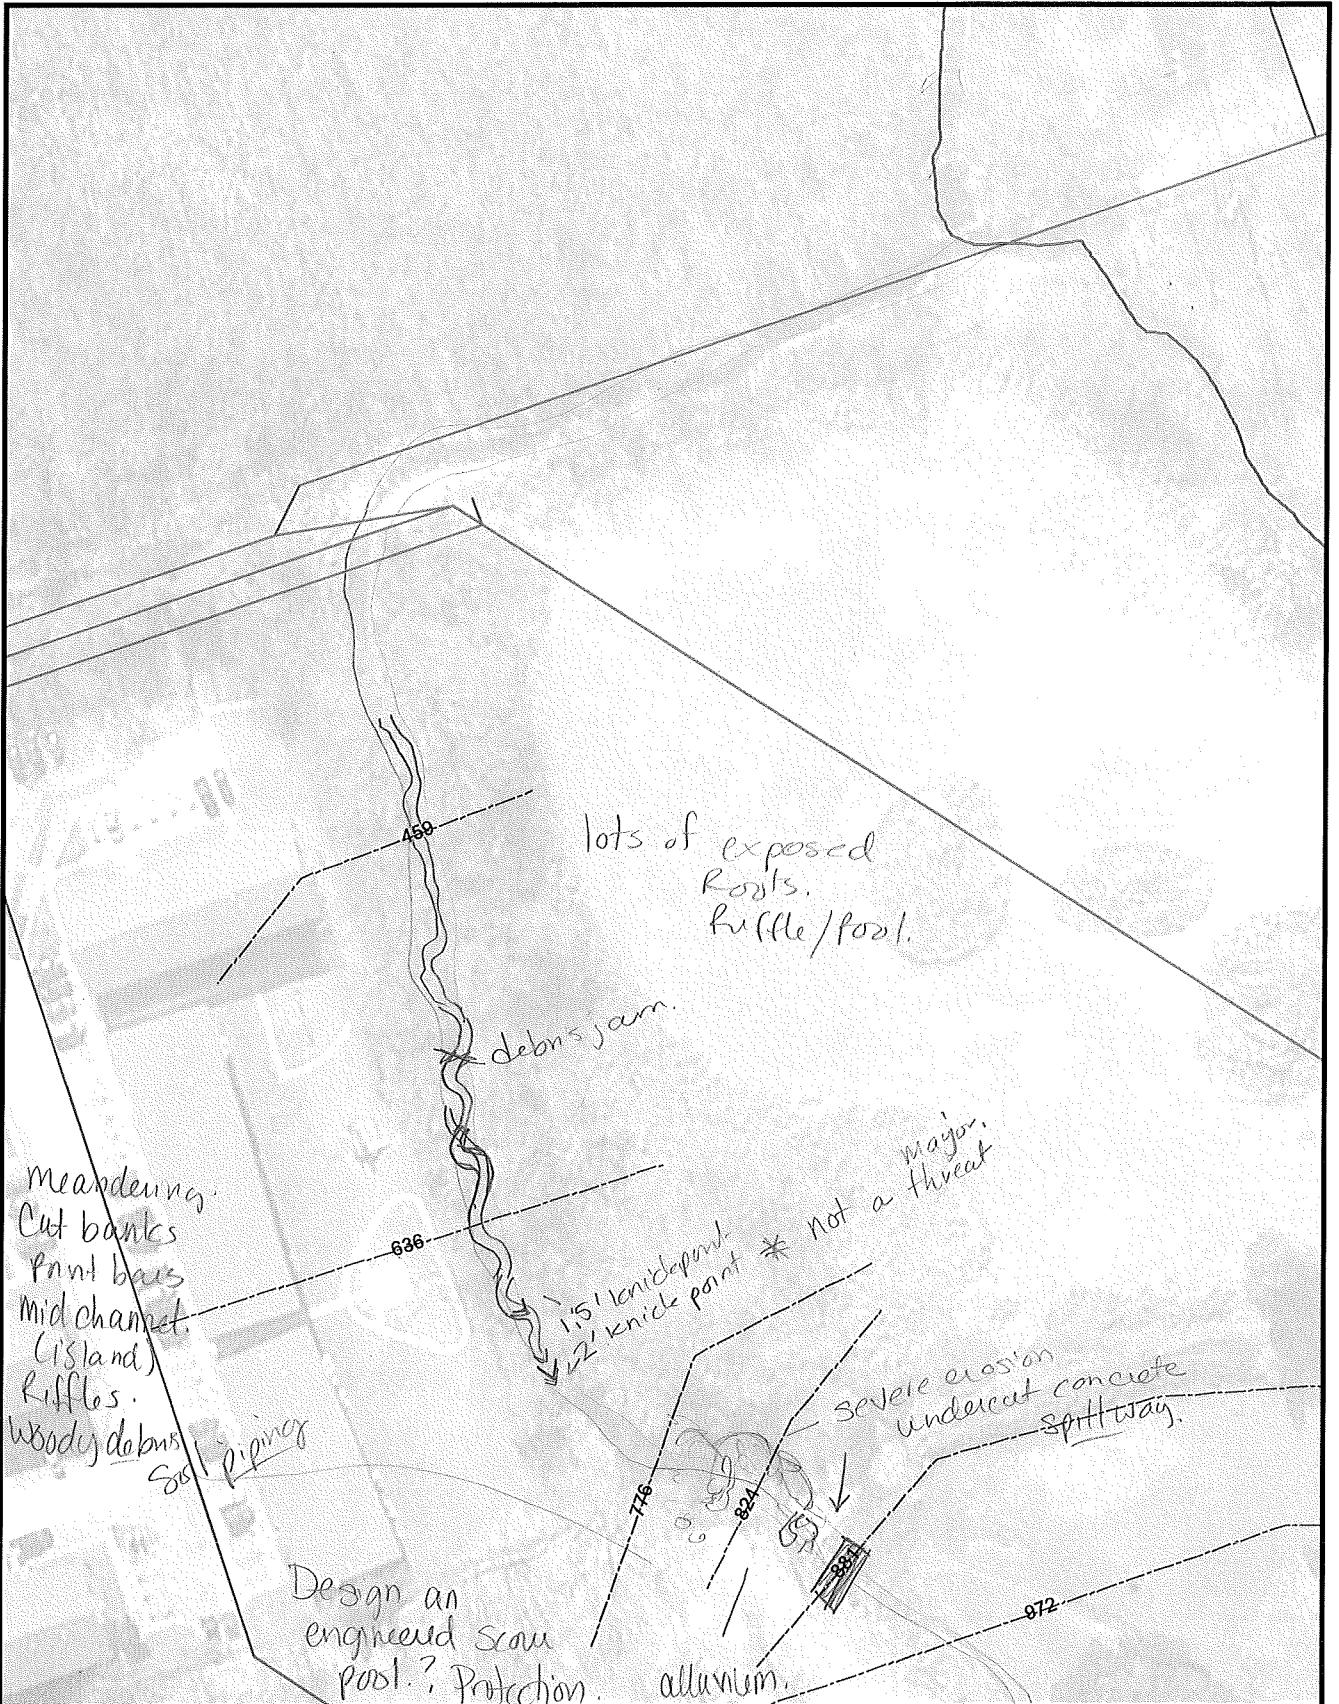 459
lots of exposed
Roots.
Riffle/Pool.
debris jam.
Meandering.
Cut banks
Point bars
Mid channel.
(island)
Riffles.
Woody debris
piping
636
1.5' knickpoint
2' knick point * not a major.
threat
severe erosion
undercut concrete
spillway.
776
824
881
972
Design an
engineered scour
pool? Protection.
alluvium.